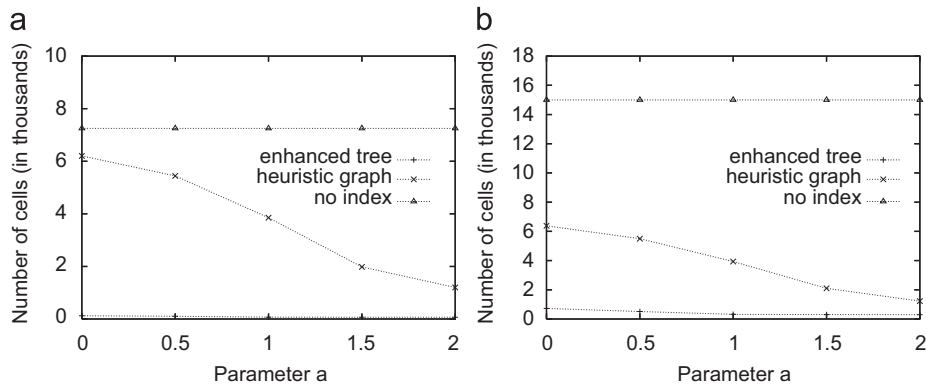 a
Number of cells (in thousands)
10
8
6
4
2
0
enhanced tree
heuristic graph
no index
0 0.5 1 1.5 2
Parameter a
b
Number of cells (in thousands)
18
16
14
12
10
8
6
4
2
0
enhanced tree
heuristic graph
no index
0 0.5 1 1.5 2
Parameter a